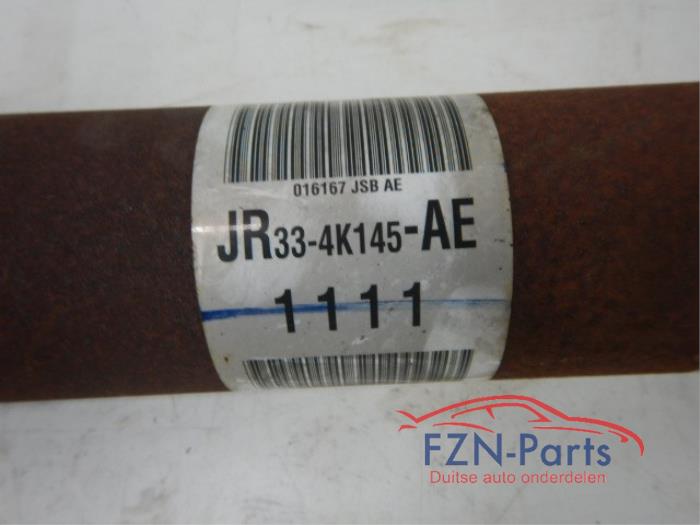 016167 JSB AE
JR33-4K145-AE
1111
FZN-Parts
Duitse auto onderdelen